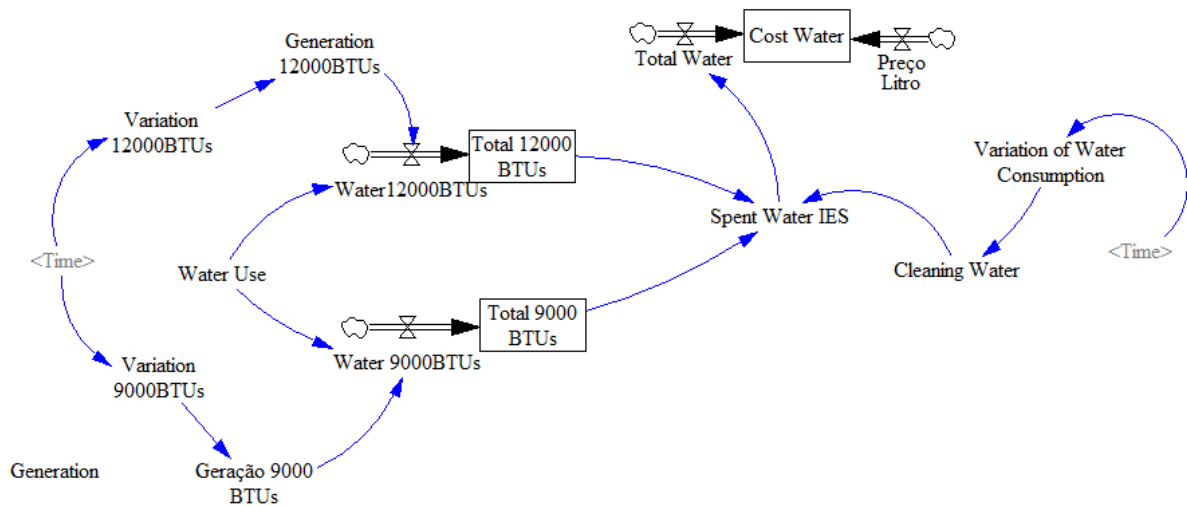 Generation
12000BTUs
Total Water
Cost Water
Preço
Litro
Variation
12000BTUs
Total 12000
BTUs
Water12000BTUs
Variation of Water
Consumption
Spent Water IES
<Time>
Water Use
Cleaning Water
<Time>
Total 9000
BTUs
Water 9000BTUs
Variation
9000BTUs
Generation
Geração 9000
BTUs